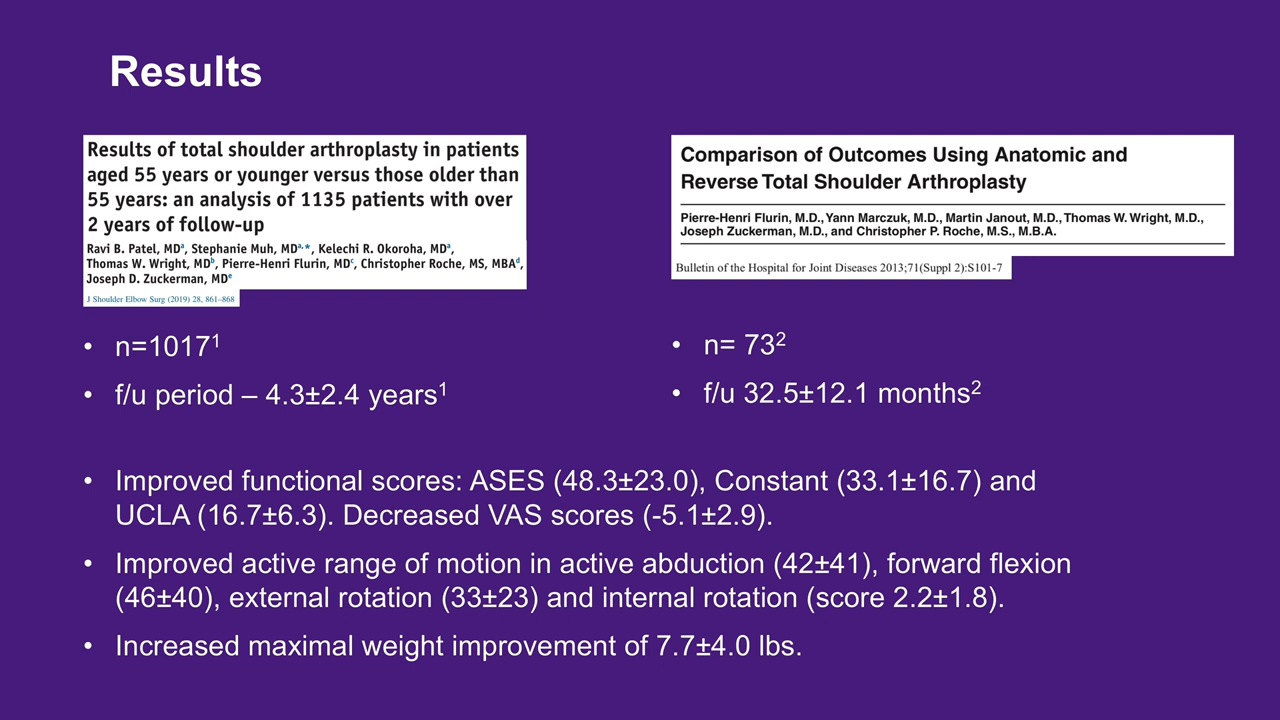 Results
Results of total shoulder arthroplasty in patients
aged 55 years or younger versus those older than
55 years: an analysis of 1135 patients with over
2 years of follow-up
Ravi B. Patel, MDᵃ, Stephanie Muh, MDᵃ,*, Kelechi R. Okoroha, MDᵃ,
Thomas W. Wright, MDᵇ, Pierre-Henri Flurin, MDᶜ, Christopher Roche, MS, MBAᵈ,
Joseph D. Zuckerman, MDᵉ
J Shoulder Elbow Surg (2019) 28, 861–868
• n=1017¹
• f/u period – 4.3±2.4 years¹
Comparison of Outcomes Using Anatomic and
Reverse Total Shoulder Arthroplasty
Pierre-Henri Flurin, M.D., Yann Marczuk, M.D., Martin Janout, M.D., Thomas W. Wright, M.D.,
Joseph Zuckerman, M.D., and Christopher P. Roche, M.S., M.B.A.
Bulletin of the Hospital for Joint Diseases 2013;71(Suppl 2):S101-7
• n= 73²
• f/u 32.5±12.1 months²
• Improved functional scores: ASES (48.3±23.0), Constant (33.1±16.7) and
UCLA (16.7±6.3). Decreased VAS scores (-5.1±2.9).
• Improved active range of motion in active abduction (42±41), forward flexion
(46±40), external rotation (33±23) and internal rotation (score 2.2±1.8).
• Increased maximal weight improvement of 7.7±4.0 lbs.